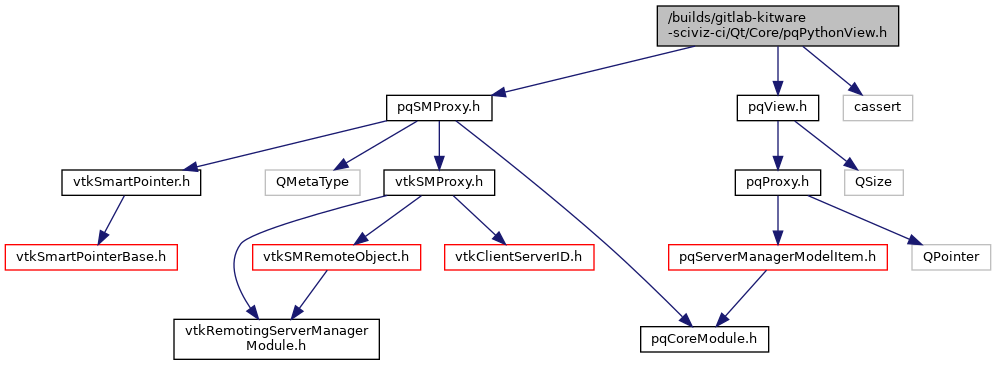 /builds/gitlab-kitware
-sciviz-ci/Qt/Core/pqPythonView.h
pqSMProxy.h
pqView.h
cassert
vtkSmartPointer.h
QMetaType
vtkSMProxy.h
pqProxy.h
QSize
vtkSmartPointerBase.h
vtkSMRemoteObject.h
vtkClientServerID.h
pqServerManagerModelItem.h
QPointer
vtkRemotingServerManager
Module.h
pqCoreModule.h